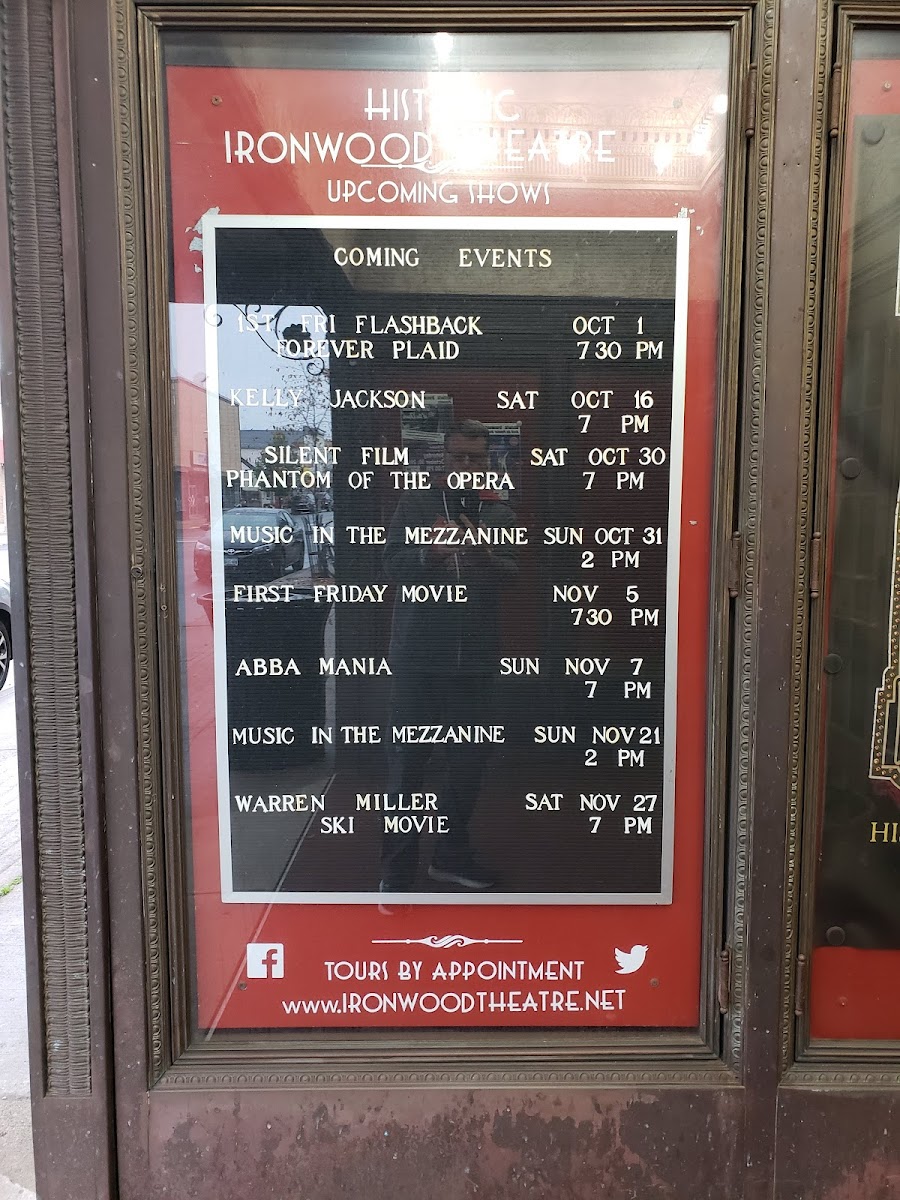 HISTORIC
IRONWOOD THEATRE
UPCOMING SHOWS
COMING EVENTS
1ST FRI FLASHBACK OCT 1
FOREVER PLAID 7 30 PM
KELLY JACKSON SAT OCT 16
7 PM
SILENT FILM SAT OCT 30
PHANTOM OF THE OPERA 7 PM
MUSIC IN THE MEZZANINE SUN OCT 31
2 PM
FIRST FRIDAY MOVIE NOV 5
730 PM
ABBA MANIA SUN NOV 7
7 PM
MUSIC IN THE MEZZANINE SUN NOV 21
2 PM
WARREN MILLER SAT NOV 27
SKI MOVIE 7 PM
TOURS BY APPOINTMENT
www.IRONWOODTHEATRE.NET